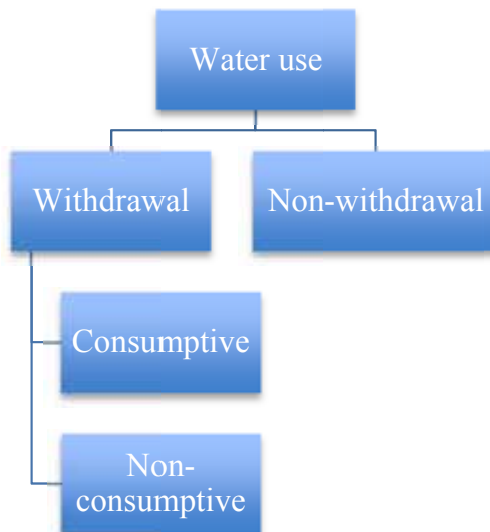 Water use
Withdrawal
Non-withdrawal
Consumptive
Non-
consumptive